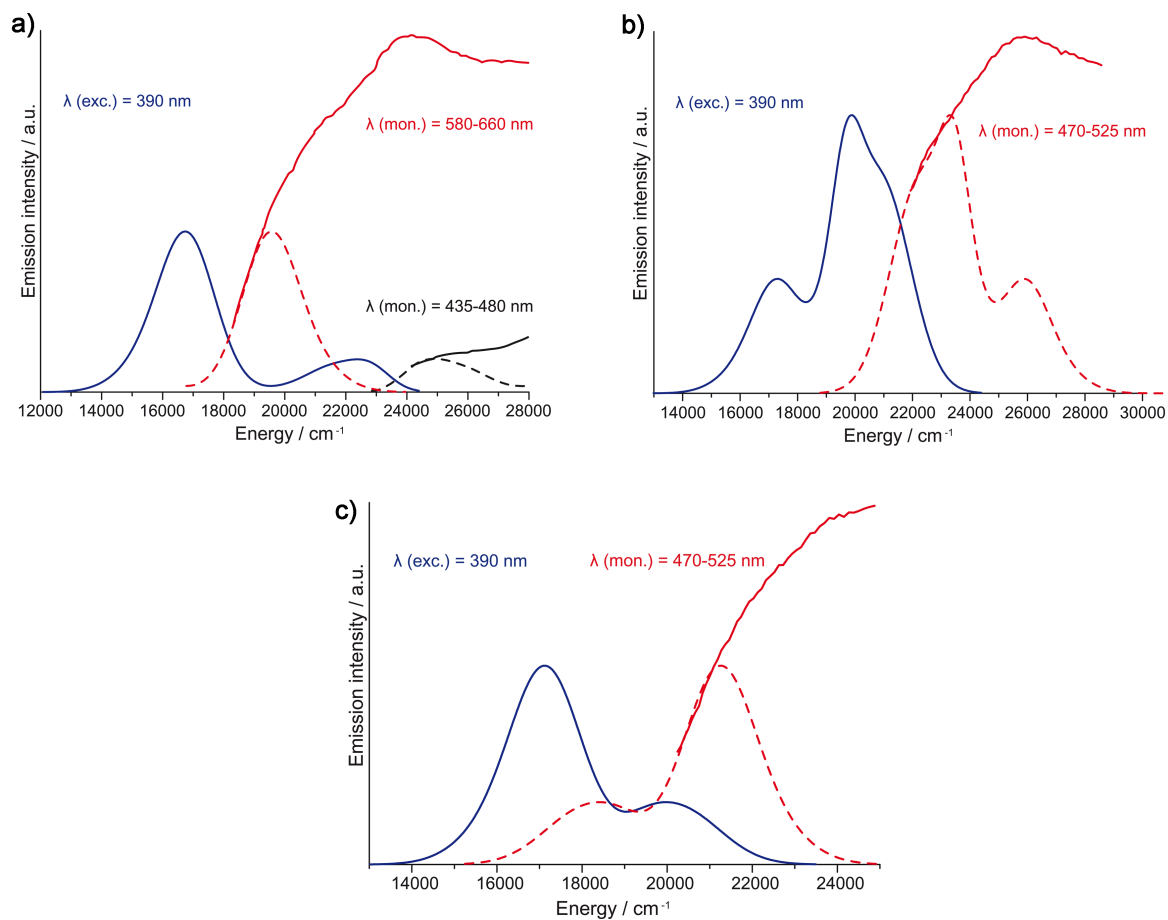 a)
λ (exc.) = 390 nm
λ (mon.) = 580-660 nm
λ (mon.) = 435-480 nm
Emission intensity / a.u.
12000 14000 16000 18000 20000 22000 24000 26000 28000
Energy / cm⁻¹
b)
λ (exc.) = 390 nm
λ (mon.) = 470-525 nm
Emission intensity / a.u.
14000 16000 18000 20000 22000 24000 26000 28000 30000
Energy / cm⁻¹
c)
λ (exc.) = 390 nm
λ (mon.) = 470-525 nm
Emission intensity / a.u.
14000 16000 18000 20000 22000 24000
Energy / cm⁻¹